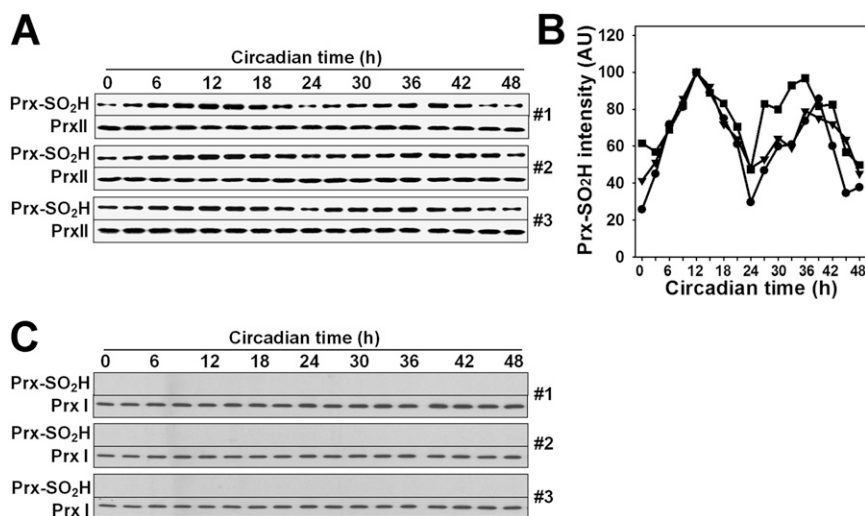 A
Circadian time (h)
0 6 12 18 24 30 36 42 48
Prx-SO2H
PrxII
#1
Prx-SO2H
PrxII
#2
Prx-SO2H
PrxII
#3
B
Prx-SO2H intensity (AU)
120
100
80
60
40
20
0
0 6 12 18 24 30 36 42 48
Circadian time (h)
C
Circadian time (h)
0 6 12 18 24 30 36 42 48
Prx-SO2H
Prx I
#1
Prx-SO2H
Prx I
#2
Prx-SO2H
Prx I
#3